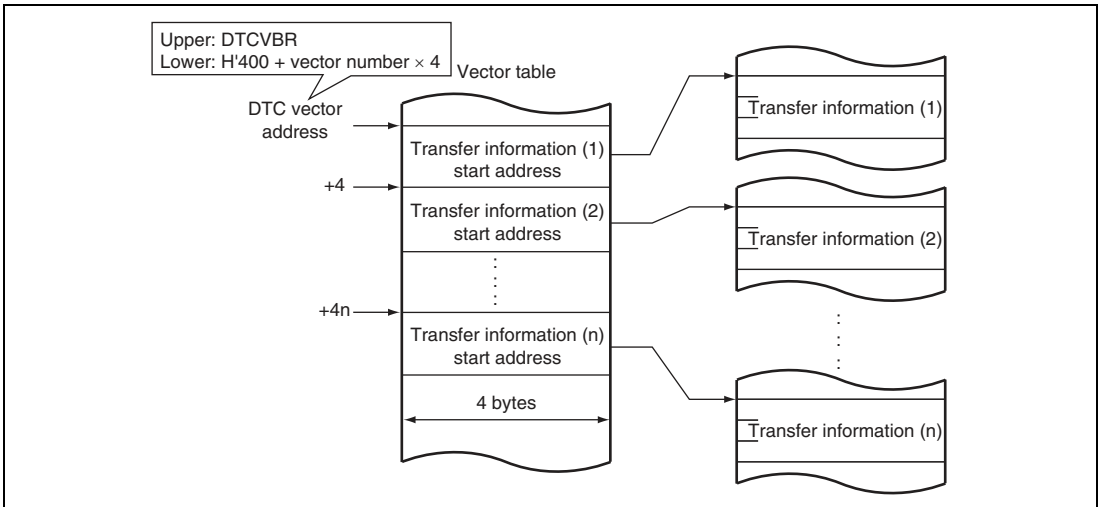 Upper: DTCVBR
Lower: H'400 + vector number × 4
Vector table
DTC vector
address
Transfer information (1)
start address
+4
Transfer information (2)
start address
+4n
Transfer information (n)
start address
4 bytes
Transfer information (1)
Transfer information (2)
Transfer information (n)